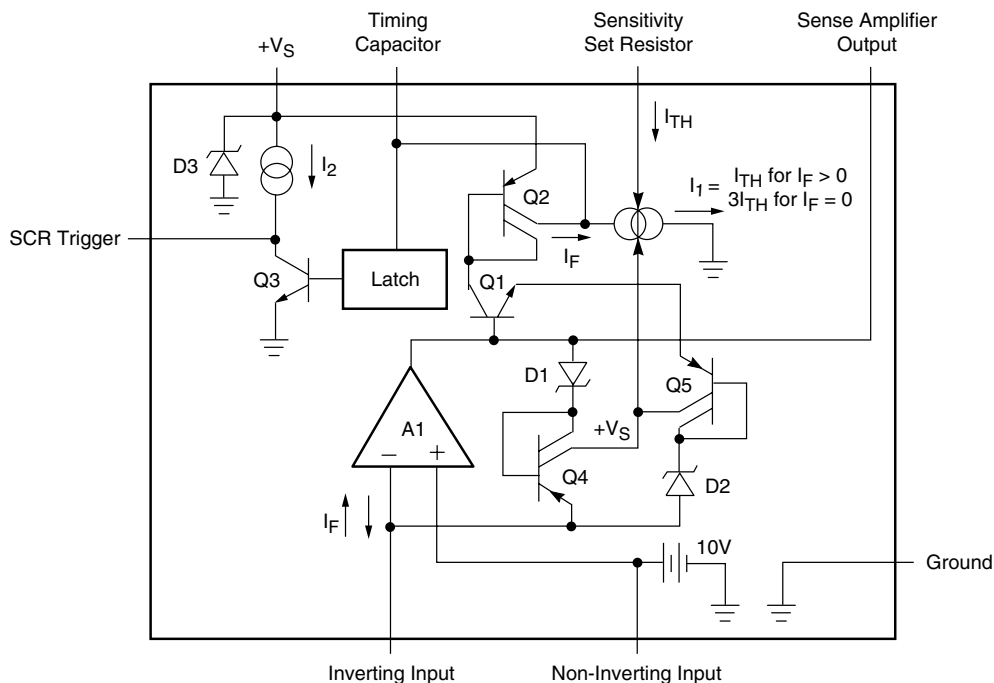 Timing
Capacitor
Sensitivity
Set Resistor
Sense Amplifier
Output
+VS
ITH
D3
I2
Q2
I1 = ITH for IF > 0
3ITH for IF = 0
SCR Trigger
IF
Q3
Latch
Q1
D1
Q5
A1
+VS
– +
Q4
D2
IF
10V
Ground
Inverting Input
Non-Inverting Input